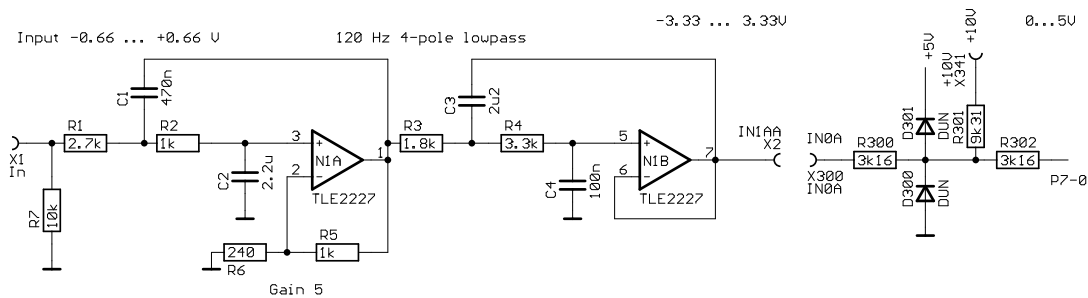 -3.33 ... 3.33V
0...5V
Input -0.66 ... +0.66 V
120 Hz 4-pole lowpass
+5V
+10V
+10V
X341
C1
470n
C3
2u2
D301
DUN
R301
9k31
R1
2.7k
R2
1k
3
N1A
1
R3
1.8k
R4
3.3k
5
N1B
7
IN1AA
X2
IN0A
R300
3k16
R302
3k16
X1
In
C2
2.2u
2
TLE2227
C4
100n
6
TLE2227
X300
IN0A
D300
DUN
P7-0
R7
10k
240
R6
R5
1k
Gain 5